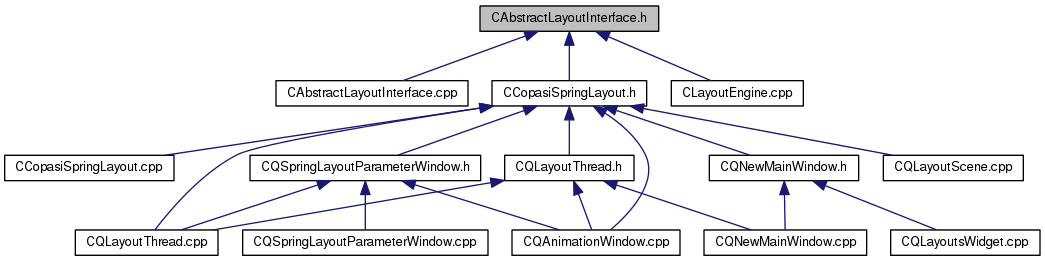 CAbstractLayoutInterface.h
CAbstractLayoutInterface.cpp
CCopasiSpringLayout.h
CLayoutEngine.cpp
CCopasiSpringLayout.cpp
CQSpringLayoutParameterWindow.h
CQLayoutThread.h
CQNewMainWindow.h
CQLayoutScene.cpp
CQLayoutThread.cpp
CQSpringLayoutParameterWindow.cpp
CQAnimationWindow.cpp
CQNewMainWindow.cpp
CQLayoutsWidget.cpp